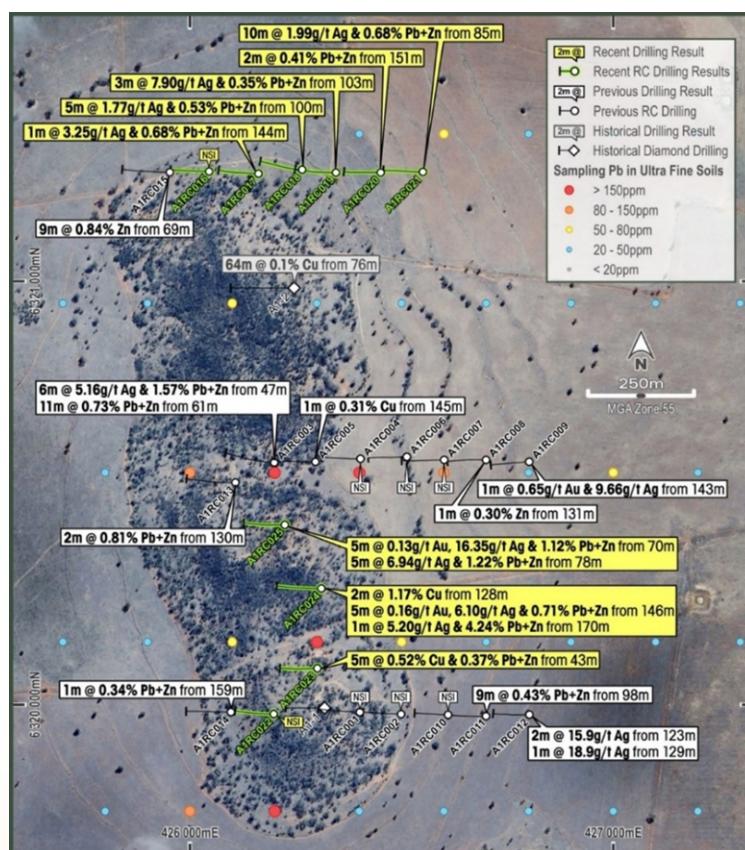 10m @ 1.99g/t Ag & 0.68% Pb+Zn from 85m
2m @ 0.41% Pb+Zn from 151m
3m @ 7.90g/t Ag & 0.35% Pb+Zn from 103m
5m @ 1.77g/t Ag & 0.53% Pb+Zn from 100m
1m @ 3.25g/t Ag & 0.68% Pb+Zn from 144m
2m @
Recent Drilling Result
Recent RC Drilling Results
2m @
Previous Drilling Result
Previous RC Drilling
2m @
Historical Drilling Result
Historical Diamond Drilling
Sampling Pb in Ultra Fine Soils
> 150ppm
80 - 150ppm
50 - 80ppm
20 - 50ppm
< 20ppm
NSI
A1RC015
A1RC020
A1RC021
9m @ 0.84% Zn from 69m
64m @ 0.1% Cu from 76m
6 321 000mN
N
250m
MGA Zone 55
6m @ 5.16g/t Ag & 1.57% Pb+Zn from 47m
11m @ 0.73% Pb+Zn from 61m
1m @ 0.31% Cu from 145m
A1RC003
A1RC005
A1RC004
A1RC006
A1RC007
A1RC008
A1RC009
NSI
NSI
NSI
1m @ 0.65g/t Au & 9.66g/t Ag from 143m
1m @ 0.30% Zn from 131m
A1RC013
2m @ 0.81% Pb+Zn from 130m
A1RC025
5m @ 0.13g/t Au, 16.35g/t Ag & 1.12% Pb+Zn from 70m
5m @ 6.94g/t Ag & 1.22% Pb+Zn from 78m
A1RC024
2m @ 1.17% Cu from 128m
5m @ 0.16g/t Au, 6.10g/t Ag & 0.71% Pb+Zn from 146m
1m @ 5.20g/t Ag & 4.24% Pb+Zn from 170m
A1RC023
5m @ 0.52% Cu & 0.37% Pb+Zn from 43m
1m @ 0.34% Pb+Zn from 159m
NSI
NSI
9m @ 0.43% Pb+Zn from 98m
6 320 000mN
A1RC014
NSI
A1RC001
A1RC002
A1RC010
A1RC011
A1RC012
2m @ 15.9g/t Ag from 123m
1m @ 18.9g/t Ag from 129m
426 000mE
427 000mE